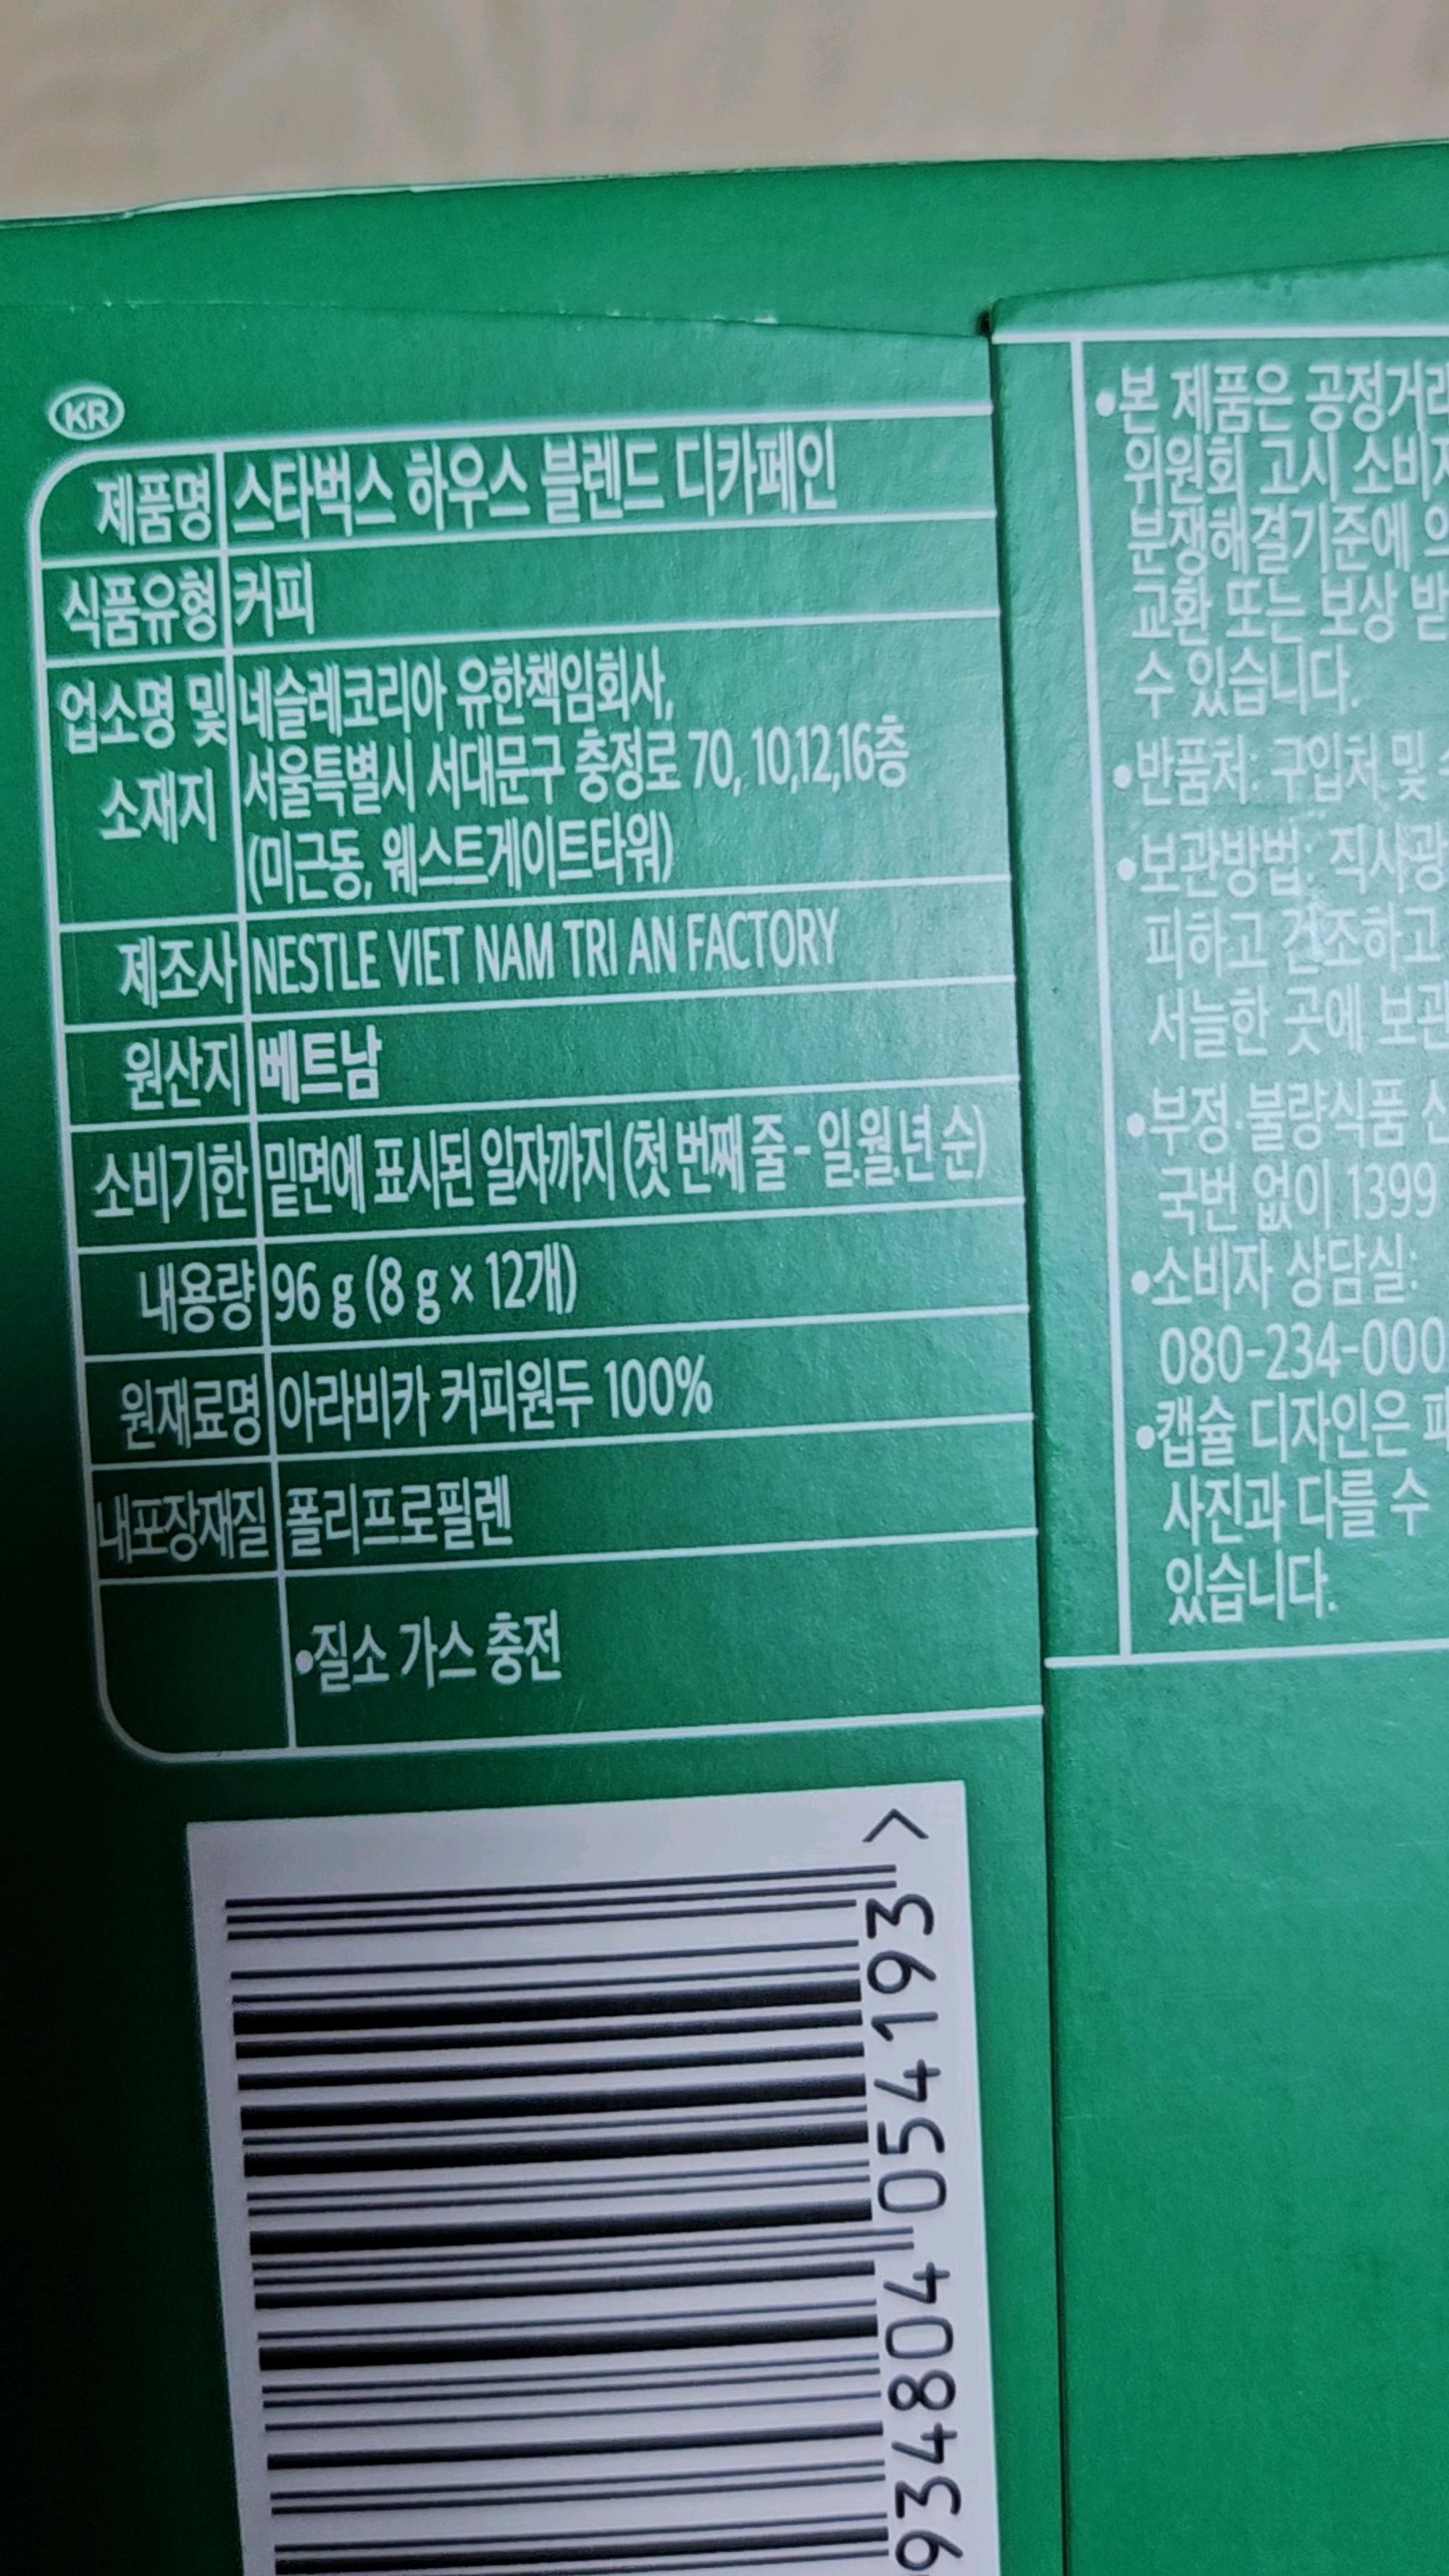 KR
제품명 스타벅스 하우스 블렌드 디카페인
식품유형 커피
업소명 및 네슬레코리아 유한책임회사,
소재지 서울특별시 서대문구 충정로 70, 10,12,16층
(미근동, 웨스트게이트타워)
제조사 NESTLE VIET NAM TRI AN FACTORY
원산지 베트남
소비기한 밑면에 표시된 일자까지 (첫 번째 줄 - 일.월.년 순)
내용량 96 g (8 g x 12개)
원재료명 아라비카 커피원두 100%
내포장재질 폴리프로필렌
•질소 가스 충전
•본 제품은 공정거래
위원회 고시 소비자
분쟁해결기준에 의
교환 또는 보상 받
수 있습니다.
•반품처: 구입처 및
•보관방법: 직사광
피하고 건조하고
서늘한 곳에 보관
•부정·불량식품 신
국번 없이 1399
•소비자 상담실:
080-234-000
•캡슐 디자인은
사진과 다를 수
있습니다.
934804 054193 >